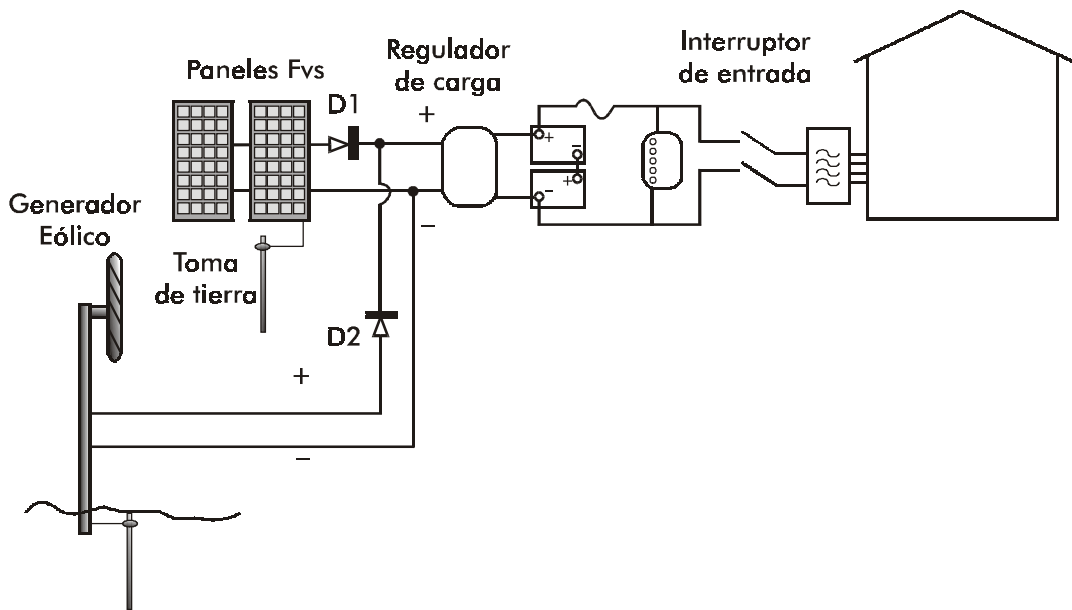 Regulador
de carga
Interruptor
de entrada
Paneles Fvs
D1
+
+
-
+
-
-
Generador
Eólico
Toma
de tierra
D2
+
-